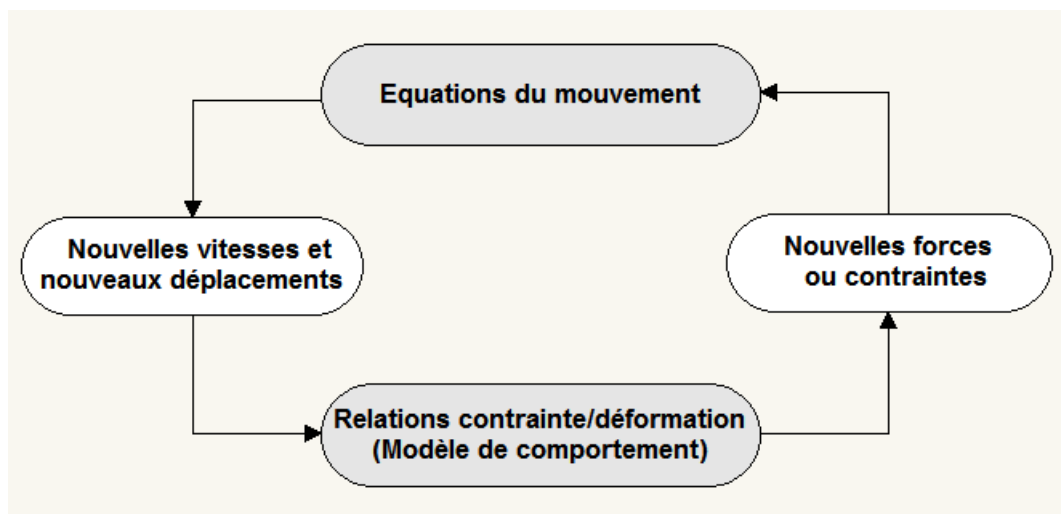 Equations du mouvement
Nouvelles vitesses et
nouveaux déplacements
Nouvelles forces
ou contraintes
Relations contrainte/déformation
(Modèle de comportement)